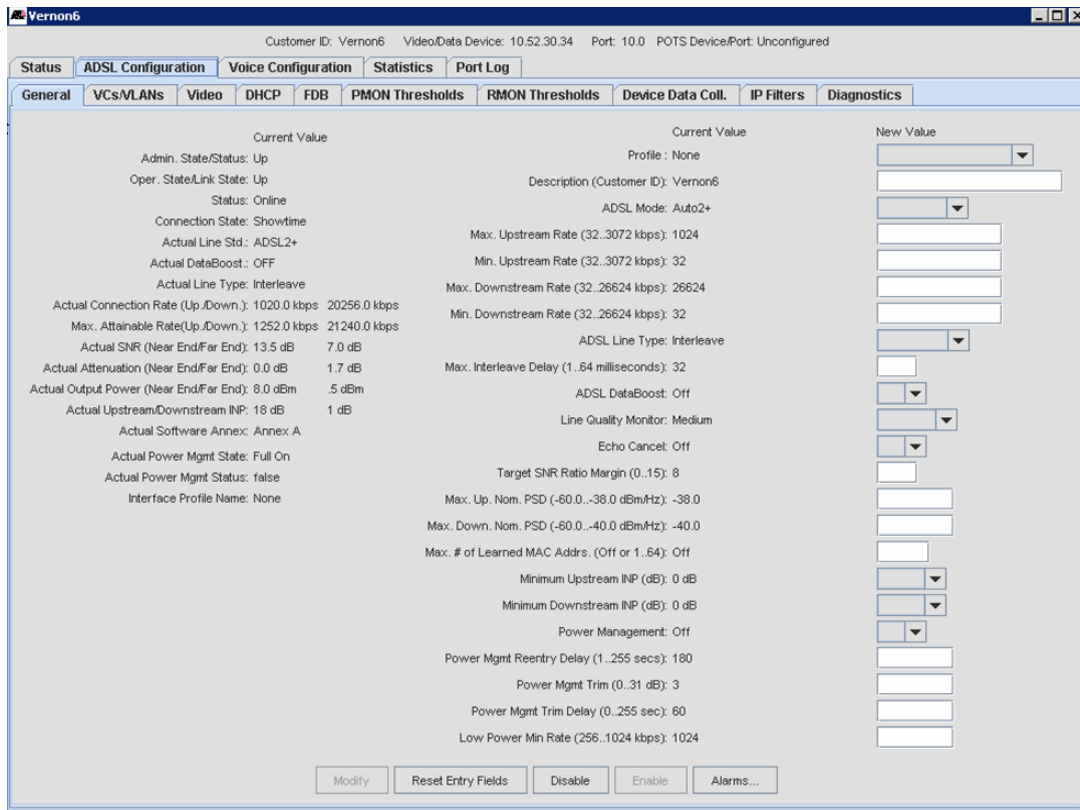 Vernon6
Customer ID: Vernon6 Video/Data Device: 10.52.30.34 Port: 10.0 POTS Device/Port: Unconfigured
Status ADSL Configuration Voice Configuration Statistics Port Log
General VCs/VLANs Video DHCP FDB PMON Thresholds RMON Thresholds Device Data Coll. IP Filters Diagnostics
Current Value
Admin. State/Status: Up
Oper. State/Link State: Up
Status: Online
Connection State: Showtime
Actual Line Std.: ADSL2+
Actual DataBoost.: OFF
Actual Line Type: Interleave
Actual Connection Rate (Up./Down.): 1020.0 kbps 20256.0 kbps
Max. Attainable Rate(Up./Down.): 1252.0 kbps 21240.0 kbps
Actual SNR (Near End/Far End): 13.5 dB 7.0 dB
Actual Attenuation (Near End/Far End): 0.0 dB 1.7 dB
Actual Output Power (Near End/Far End): 8.0 dBm .5 dBm
Actual Upstream/Downstream INP: 18 dB 1 dB
Actual Software Annex: Annex A
Actual Power Mgmt State: Full On
Actual Power Mgmt Status: false
Interface Profile Name: None
Current Value New Value
Profile : None
Description (Customer ID): Vernon6
ADSL Mode: Auto2+
Max. Upstream Rate (32..3072 kbps): 1024
Min. Upstream Rate (32..3072 kbps): 32
Max. Downstream Rate (32..26624 kbps): 26624
Min. Downstream Rate (32..26624 kbps): 32
ADSL Line Type: Interleave
Max. Interleave Delay (1..64 milliseconds): 32
ADSL DataBoost: Off
Line Quality Monitor: Medium
Echo Cancel: Off
Target SNR Ratio Margin (0..15): 8
Max. Up. Nom. PSD (-60.0..-38.0 dBm/Hz): -38.0
Max. Down. Nom. PSD (-60.0..-40.0 dBm/Hz): -40.0
Max. # of Learned MAC Addrs. (Off or 1..64): Off
Minimum Upstream INP (dB): 0 dB
Minimum Downstream INP (dB): 0 dB
Power Management: Off
Power Mgmt Reentry Delay (1..255 secs): 180
Power Mgmt Trim (0..31 dB): 3
Power Mgmt Trim Delay (0..255 sec): 60
Low Power Min Rate (256..1024 kbps): 1024
Modify Reset Entry Fields Disable Enable Alarms...